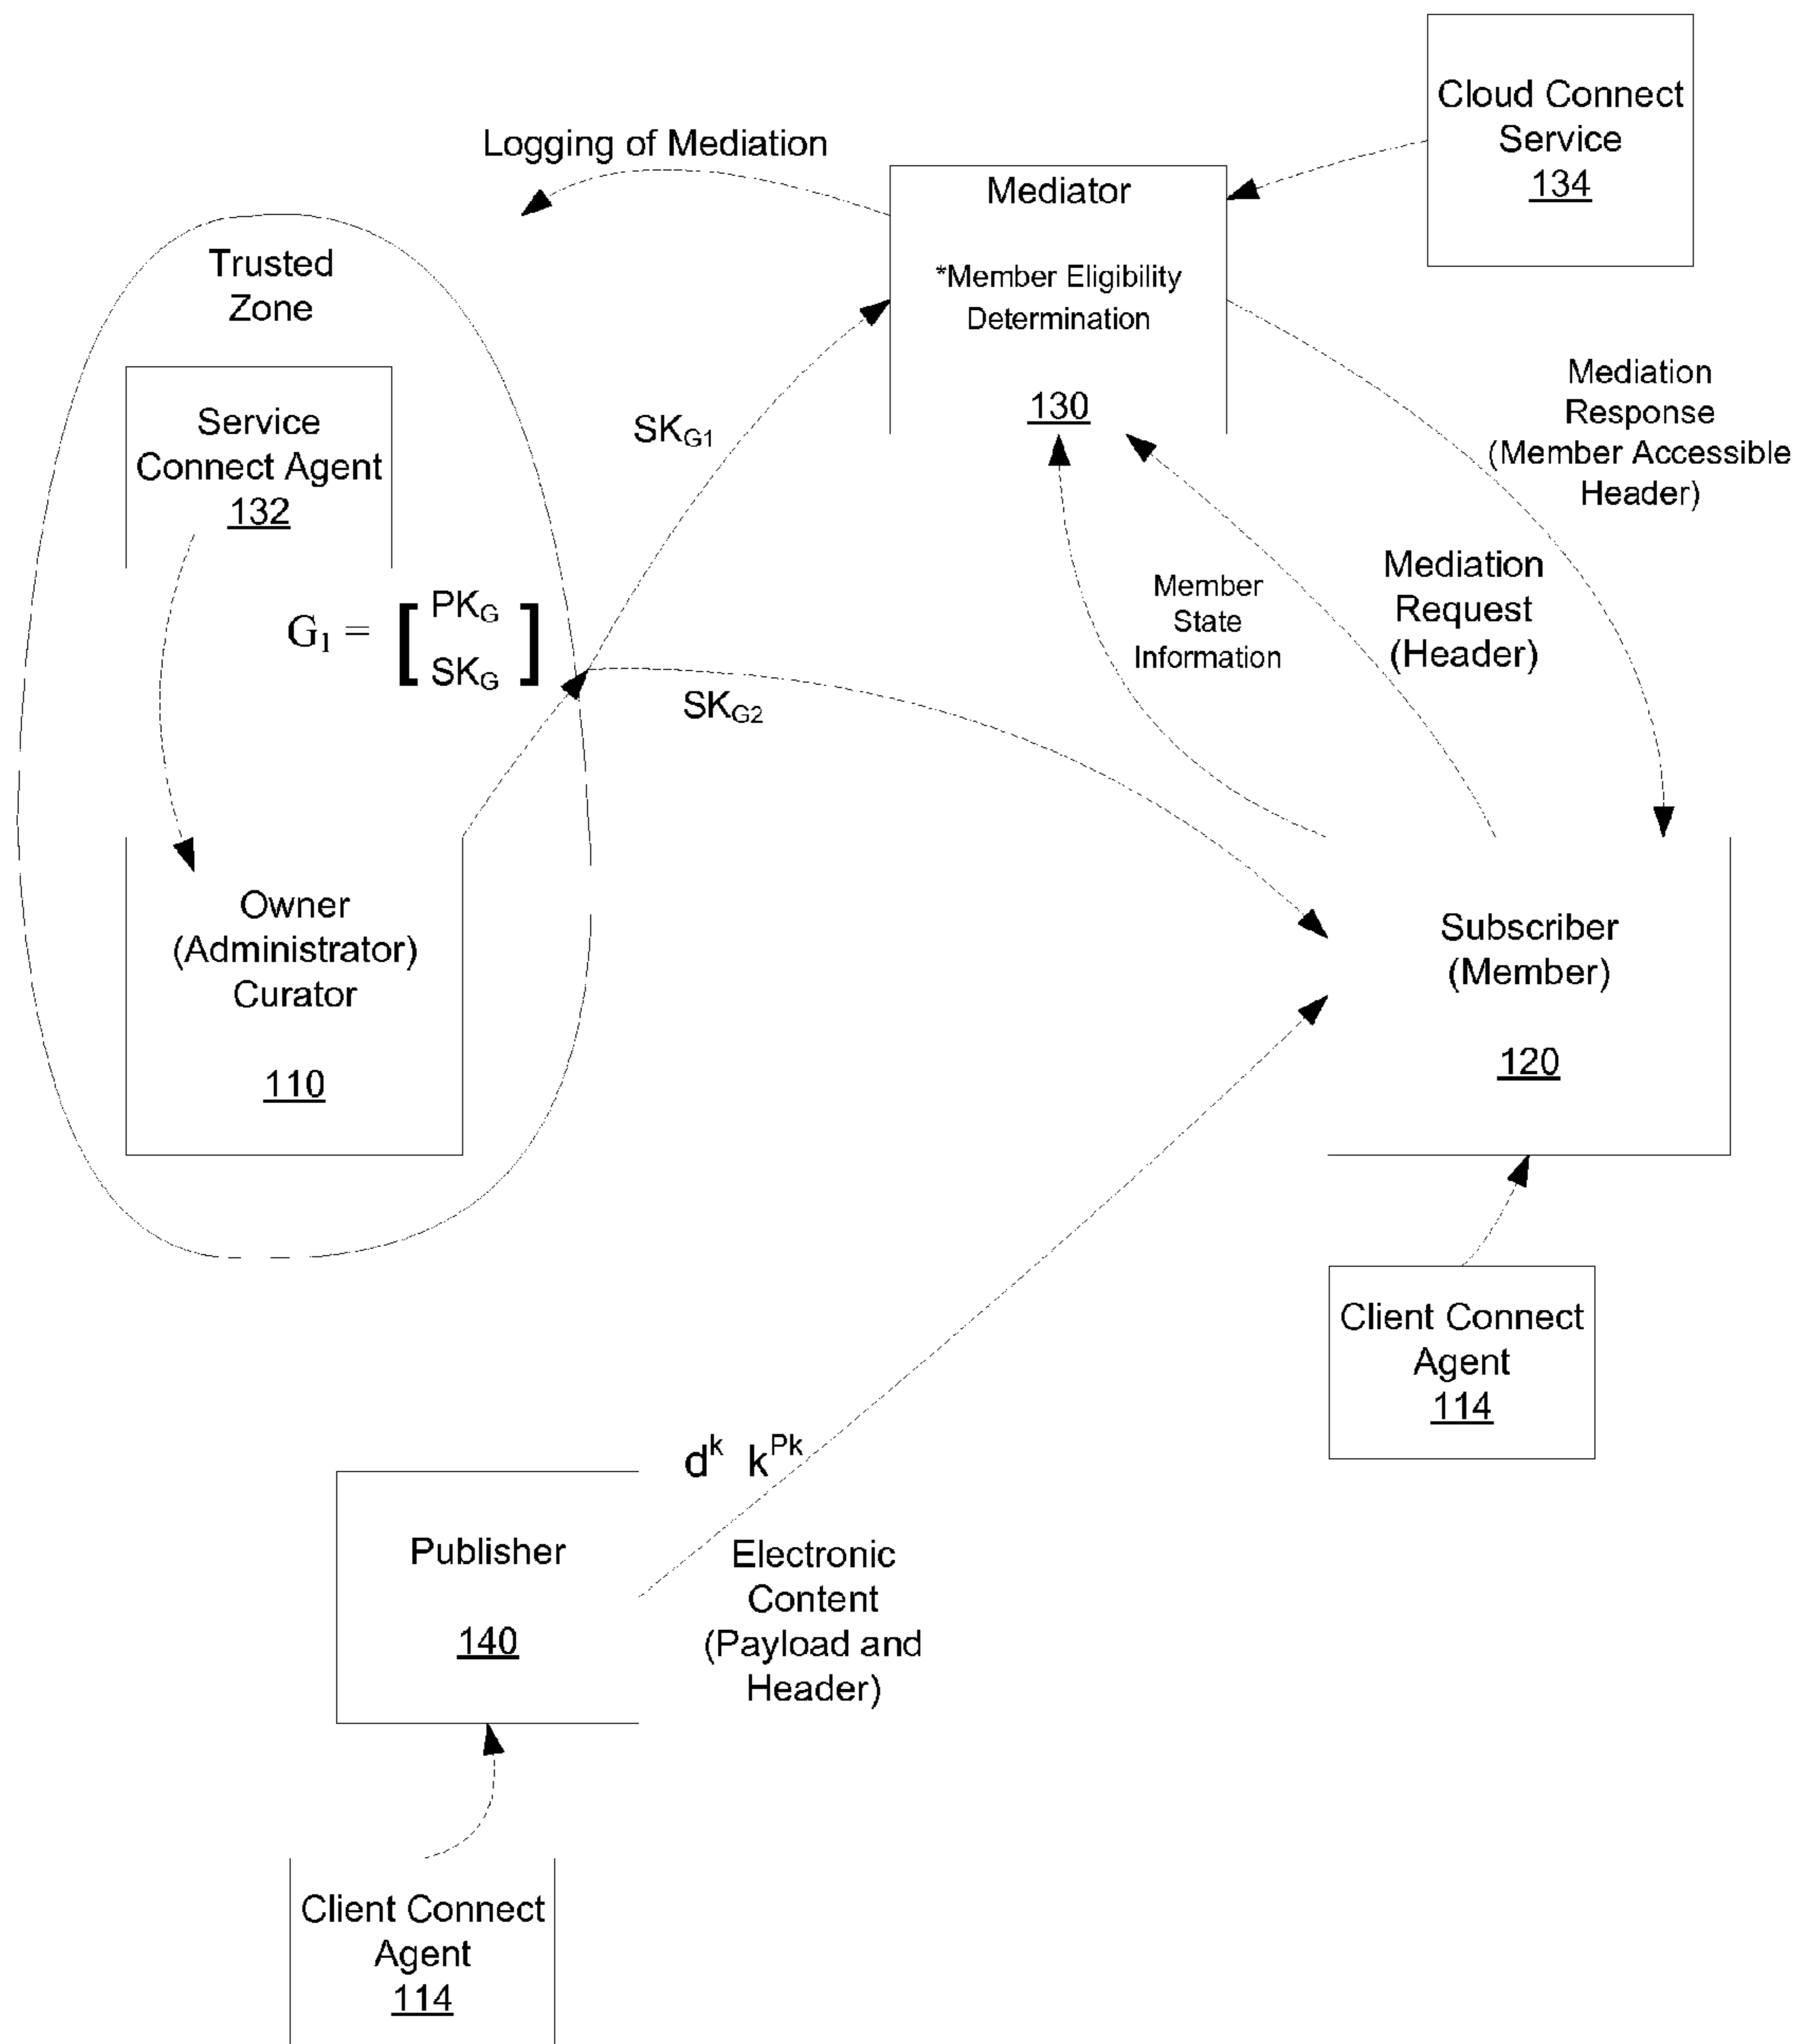 Cloud Connect
Service
134
Logging of Mediation
Mediator
*Member Eligibility
Determination
130
Trusted
Zone
Service
Connect Agent
132
SKG1
Mediation
Response
(Member Accessible
Header)
G1 = [ PKG
SKG ]
Member
State
Information
Mediation
Request
(Header)
SKG2
Owner
(Administrator)
Curator
110
Subscriber
(Member)
120
Client Connect
Agent
114
d^k k^Pk
Publisher
140
Electronic
Content
(Payload and
Header)
Client Connect
Agent
114